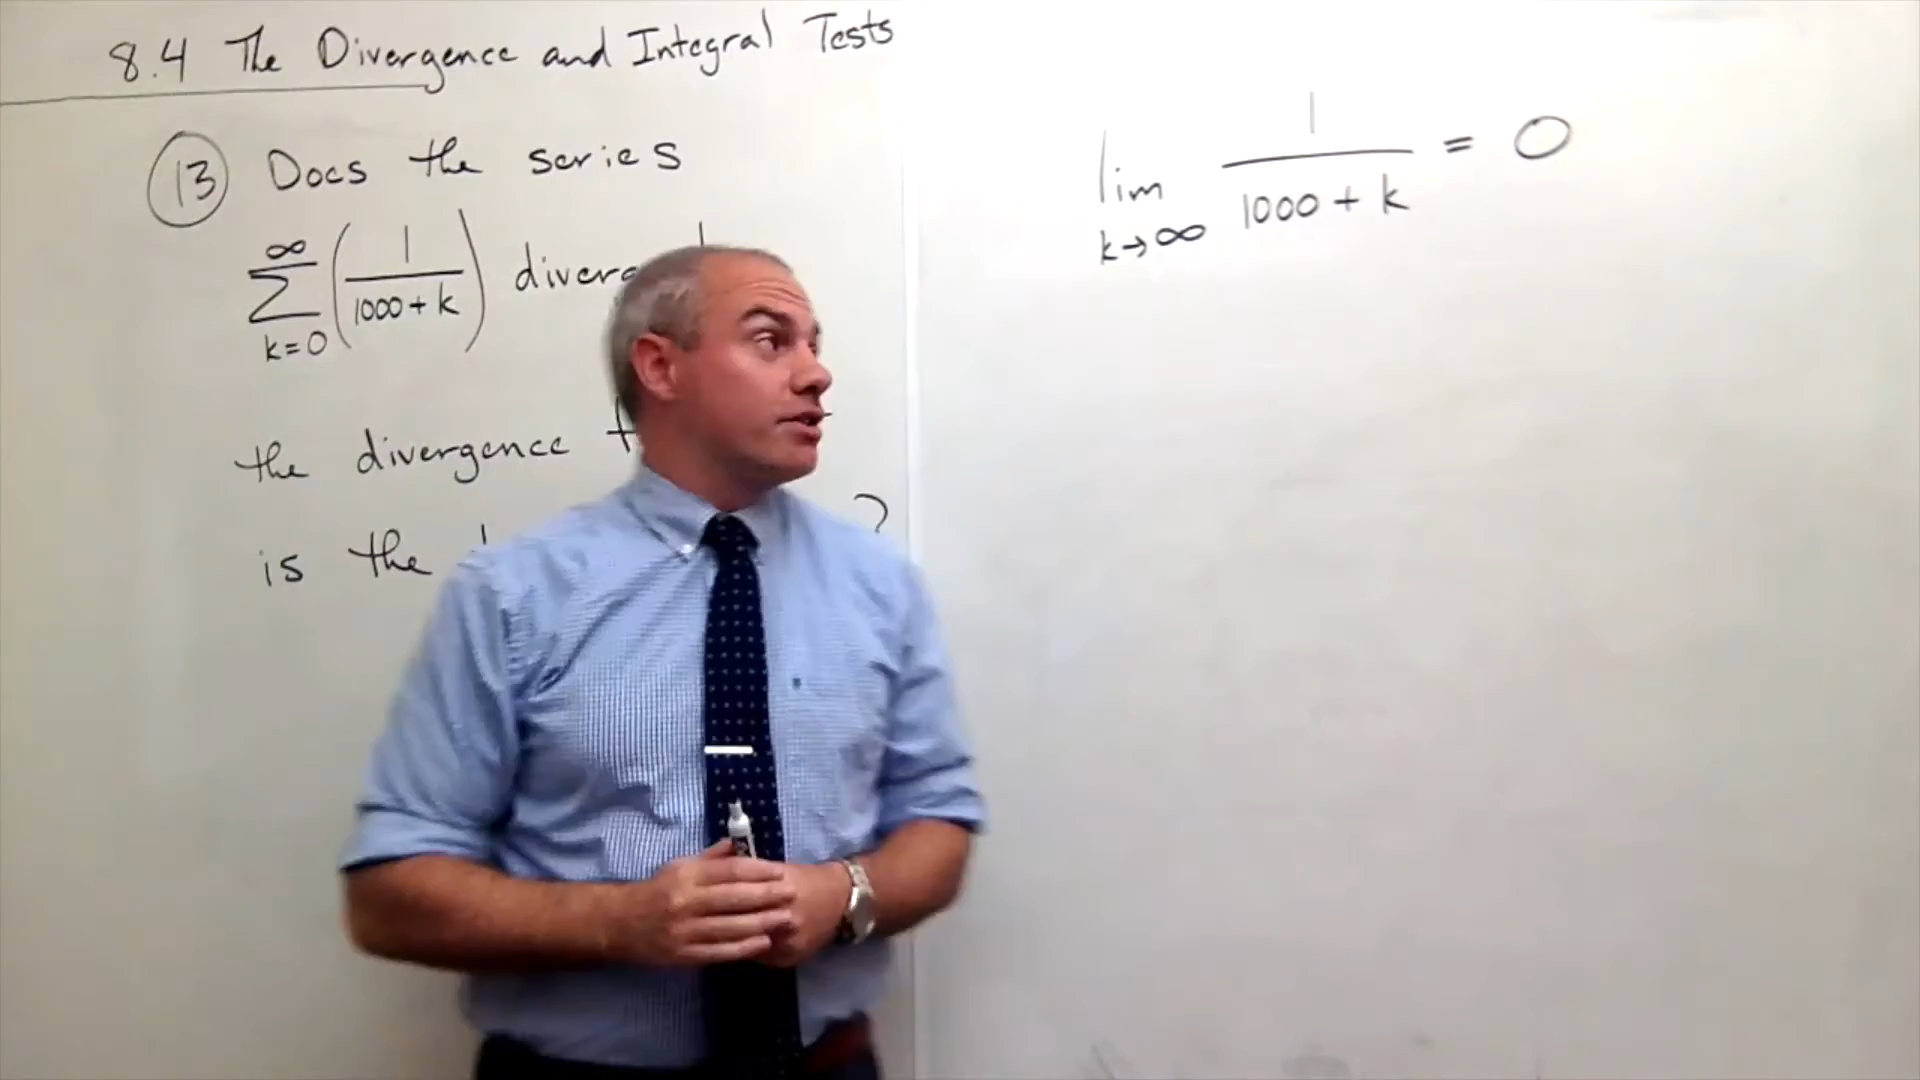 8.4 The Divergence and Integral Tests
13 Does the series
∞
∑ ( 1 / (1000 + k) )
k=0
the divergence
is the
?
lim 1 / (1000 + k) = 0
k→∞